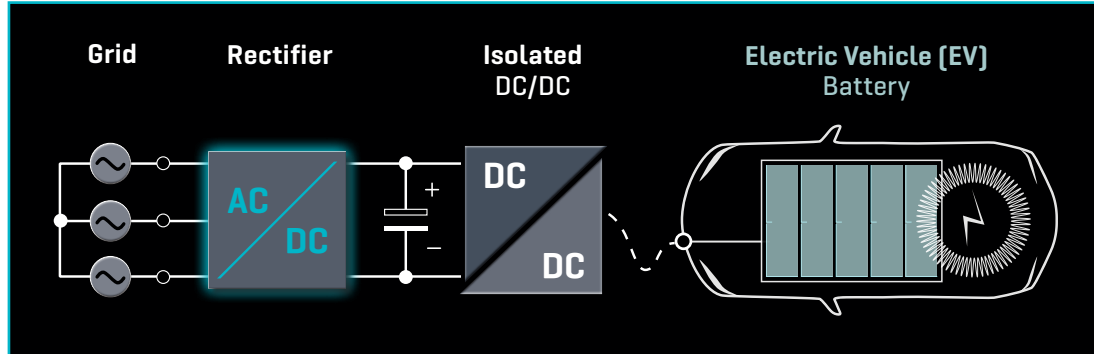 Grid
Rectifier
Isolated
DC/DC
Electric Vehicle (EV)
Battery
AC
DC
+
−
DC
DC